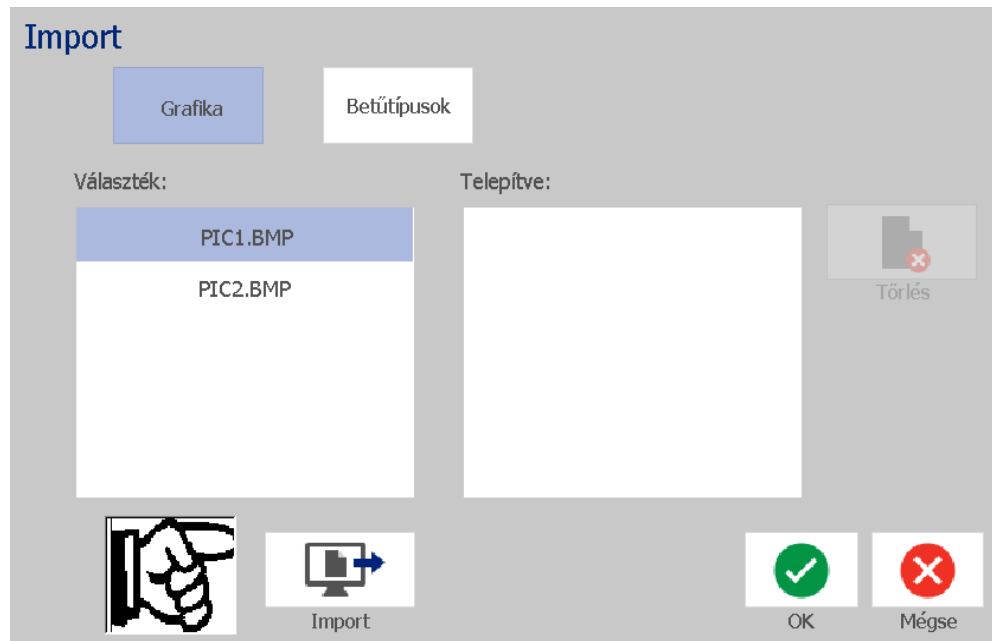 Import
Grafika
Betűtípusok
Választék:
Telepítve:
PIC1.BMP
PIC2.BMP
Törlés
Import
OK
Mégse